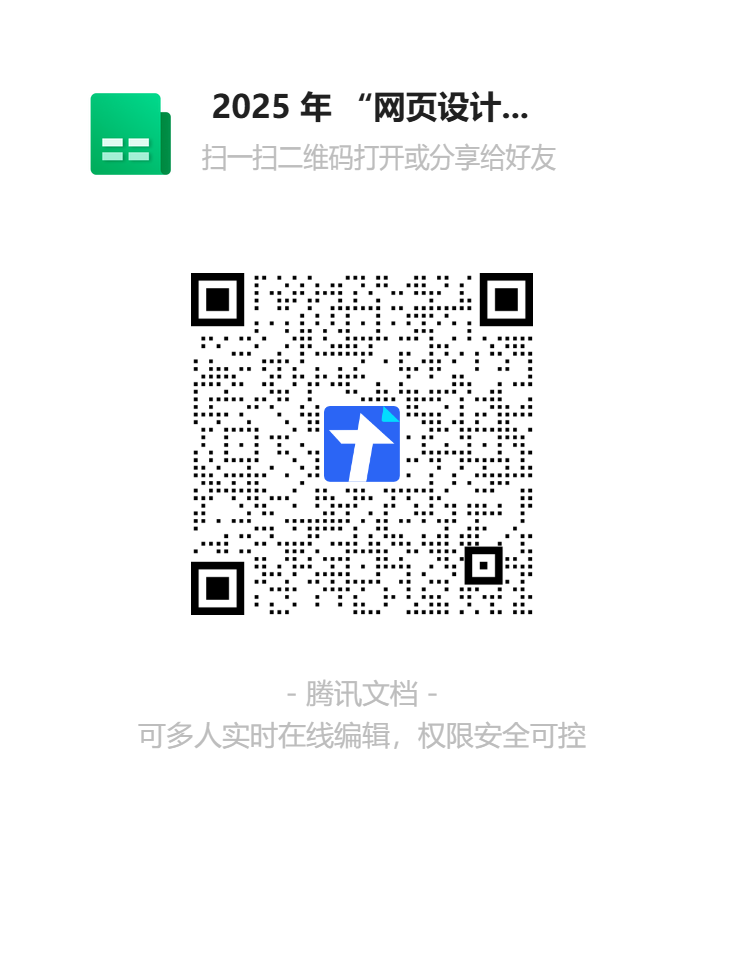 2025 年 “网页设计...
扫一扫二维码打开或分享给好友
- 腾讯文档 -
可多人实时在线编辑，权限安全可控